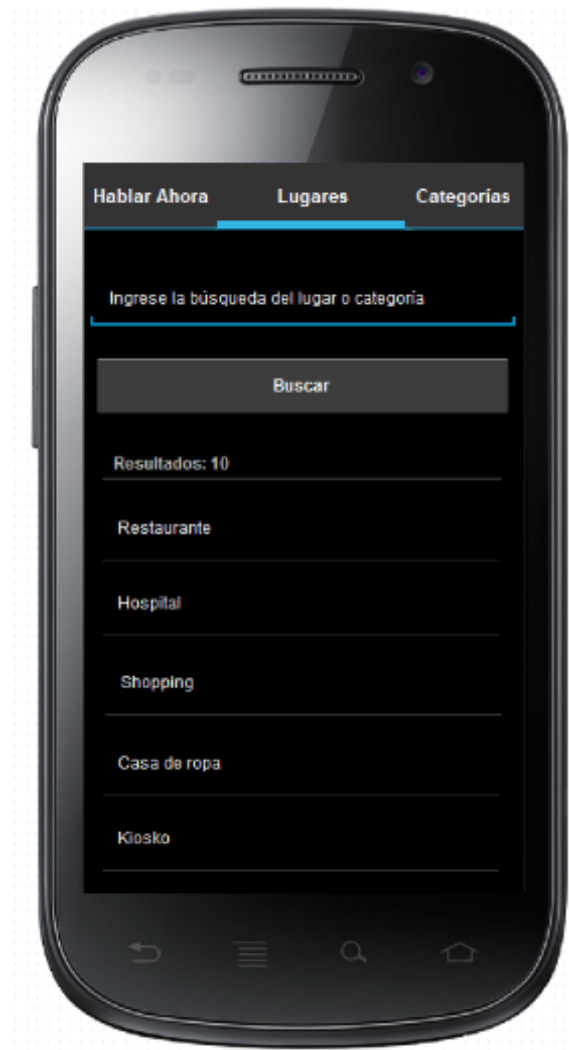 Hablar Ahora Lugares Categorías
Ingrese la búsqueda del lugar o categoria
Buscar
Resultados: 10
Restaurante
Hospital
Shopping
Casa de ropa
Kiosko